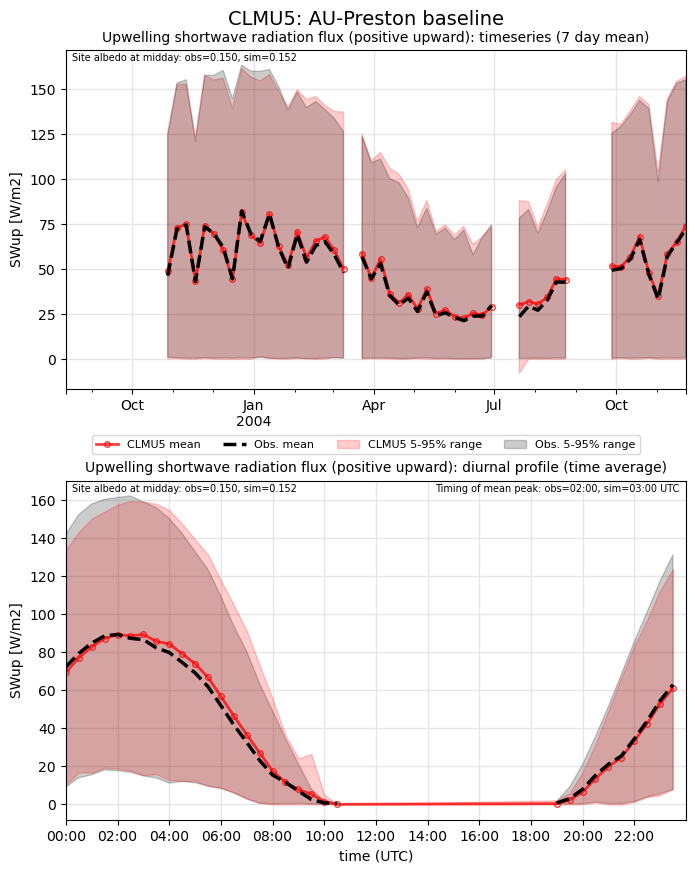 CLMU5: AU-Preston baseline
Upwelling shortwave radiation flux (positive upward): timeseries (7 day mean)
Site albedo at midday: obs=0.150, sim=0.152
SWup [W/m2]
150
125
100
75
50
25
0
Oct
Jan
2004
Apr
Jul
Oct
CLMU5 mean
Obs. mean
CLMU5 5-95% range
Obs. 5-95% range
Upwelling shortwave radiation flux (positive upward): diurnal profile (time average)
Site albedo at midday: obs=0.150, sim=0.152
Timing of mean peak: obs=02:00, sim=03:00 UTC
SWup [W/m2]
160
140
120
100
80
60
40
20
0
00:00 02:00 04:00 06:00 08:00 10:00 12:00 14:00 16:00 18:00 20:00 22:00
time (UTC)